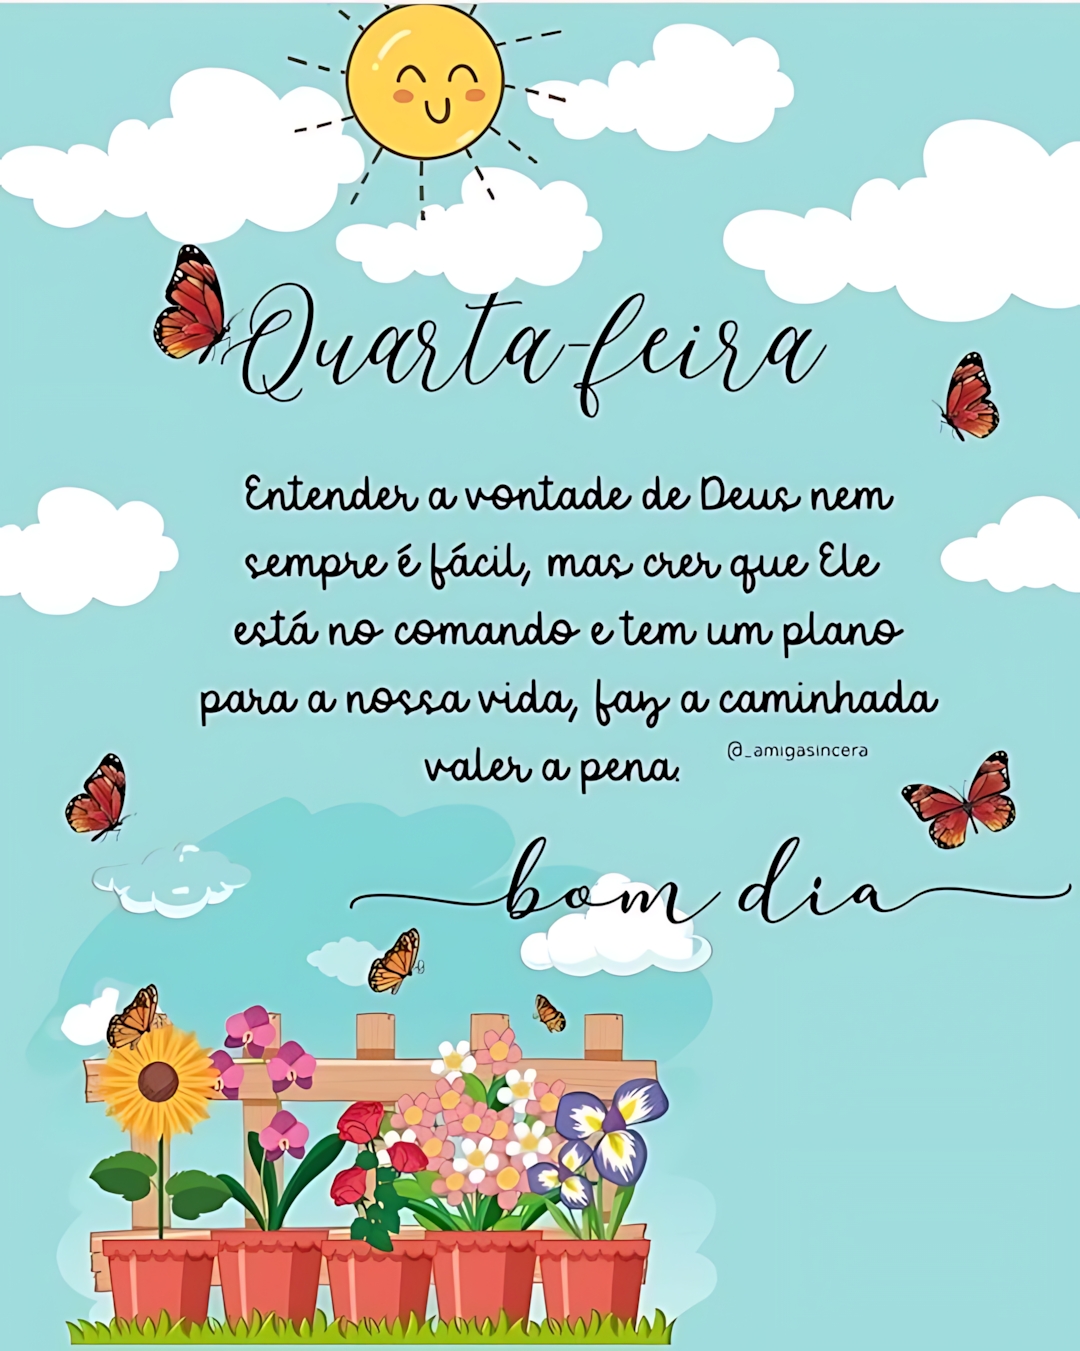 Quarta-feira
Entender a vontade de Deus nem
sempre é fácil, mas crer que Ele
está no comando e tem um plano
para a nossa vida, faz a caminhada
valer a pena.
@_amigasincera
bom dia